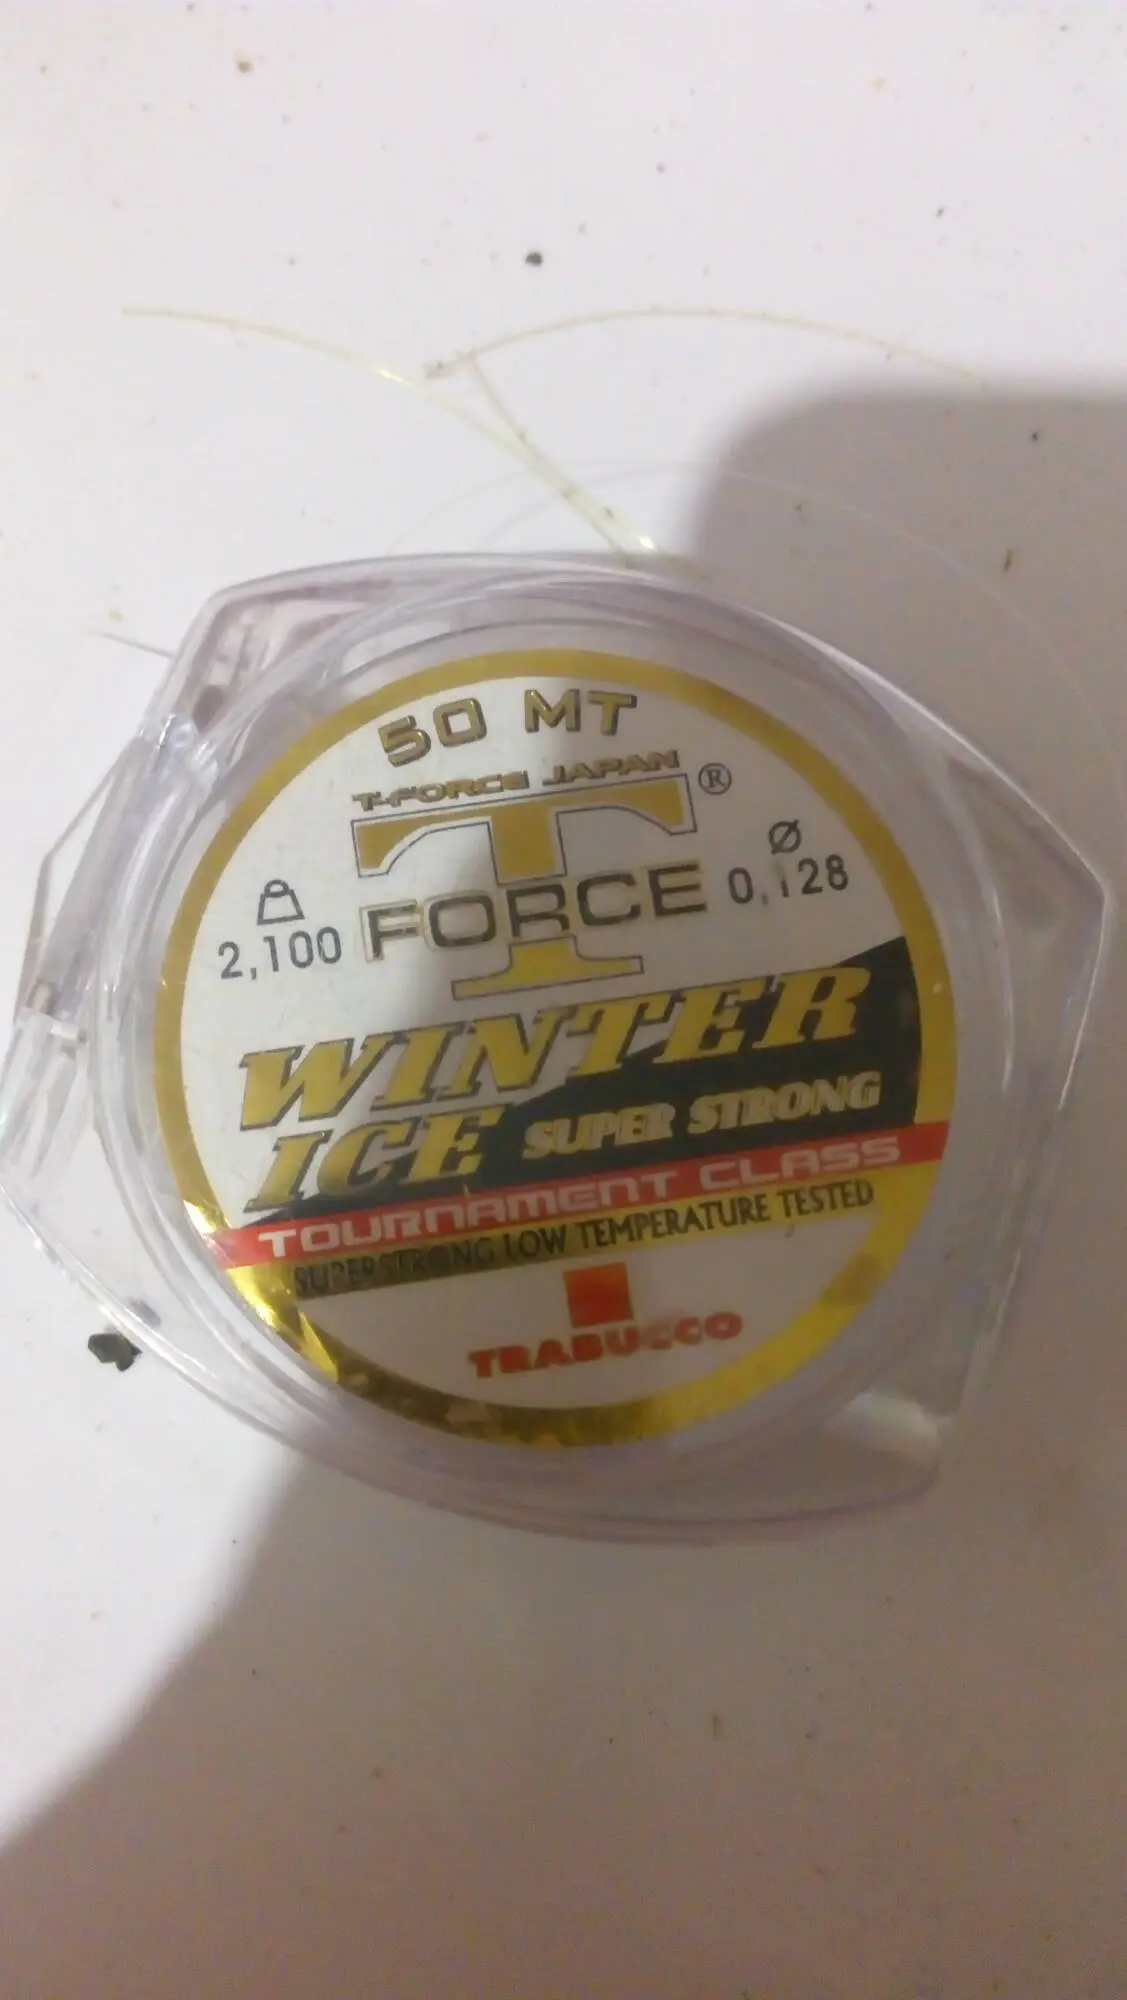 50 MT
T-FORCE JAPAN
T ®
FORCE
2,100
Ø
0,128
WINTER
ICE SUPER STRONG
TOURNAMENT CLASS
SUPERSTRONG LOW TEMPERATURE TESTED
TRABUCCO